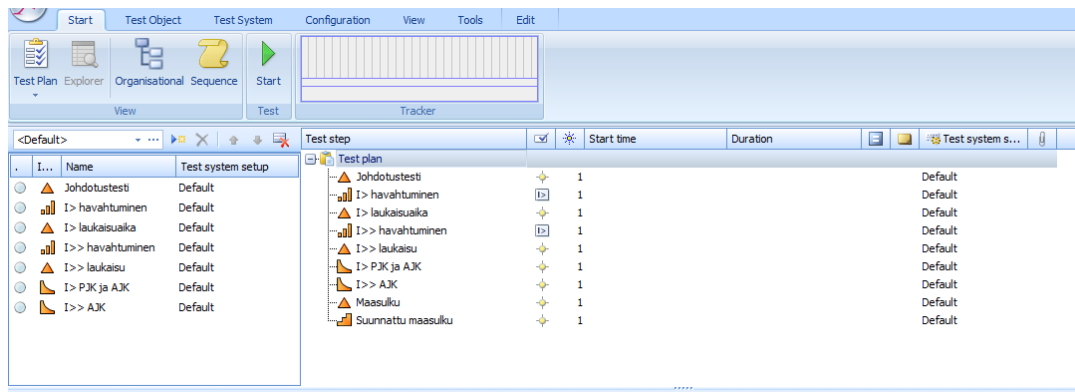 Start Test Object Test System Configuration View Tools Edit
Test Plan Explorer Organisational Sequence Start
View Test Tracker
<Default> ... Test step Start time Duration Test system s...
. I... Name Test system setup
Test plan
Johdotustesti Default
I> havahtuminen Default
I> laukaisuaika Default
I>> havahtuminen Default
I>> laukaisu Default
I> PJK ja AJK Default
I>> AJK Default
Johdotustesti 1 Default
I> havahtuminen I> 1 Default
I> laukaisuaika 1 Default
I>> havahtuminen I> 1 Default
I>> laukaisu 1 Default
I> PJK ja AJK 1 Default
I>> AJK 1 Default
Maasulku 1 Default
Suunnattu maasulku 1 Default